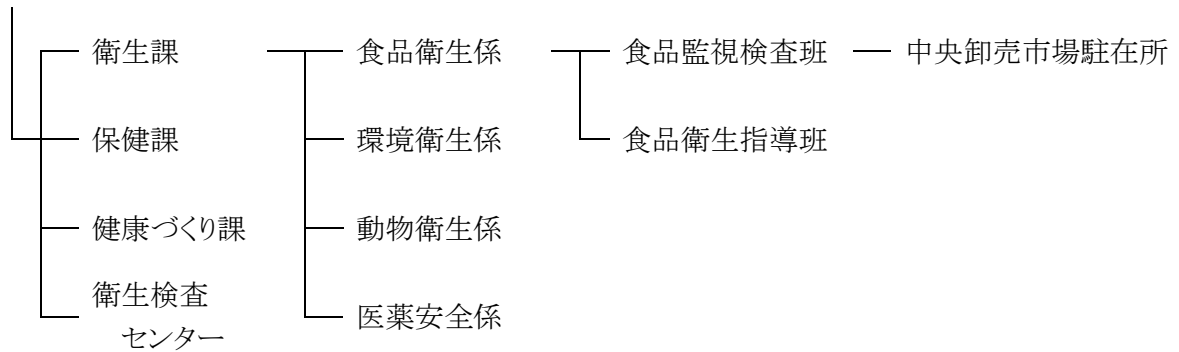 衛生課 食品衛生係 食品監視検査班 中央卸売市場駐在所
保健課 環境衛生係 食品衛生指導班
健康づくり課 動物衛生係
衛生検査
センター
医薬安全係